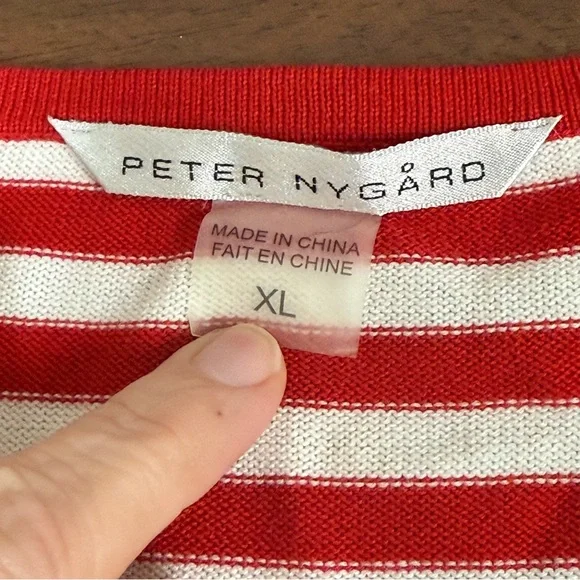 PETER NYGÅRD
MADE IN CHINA
FAIT EN CHINE
XL